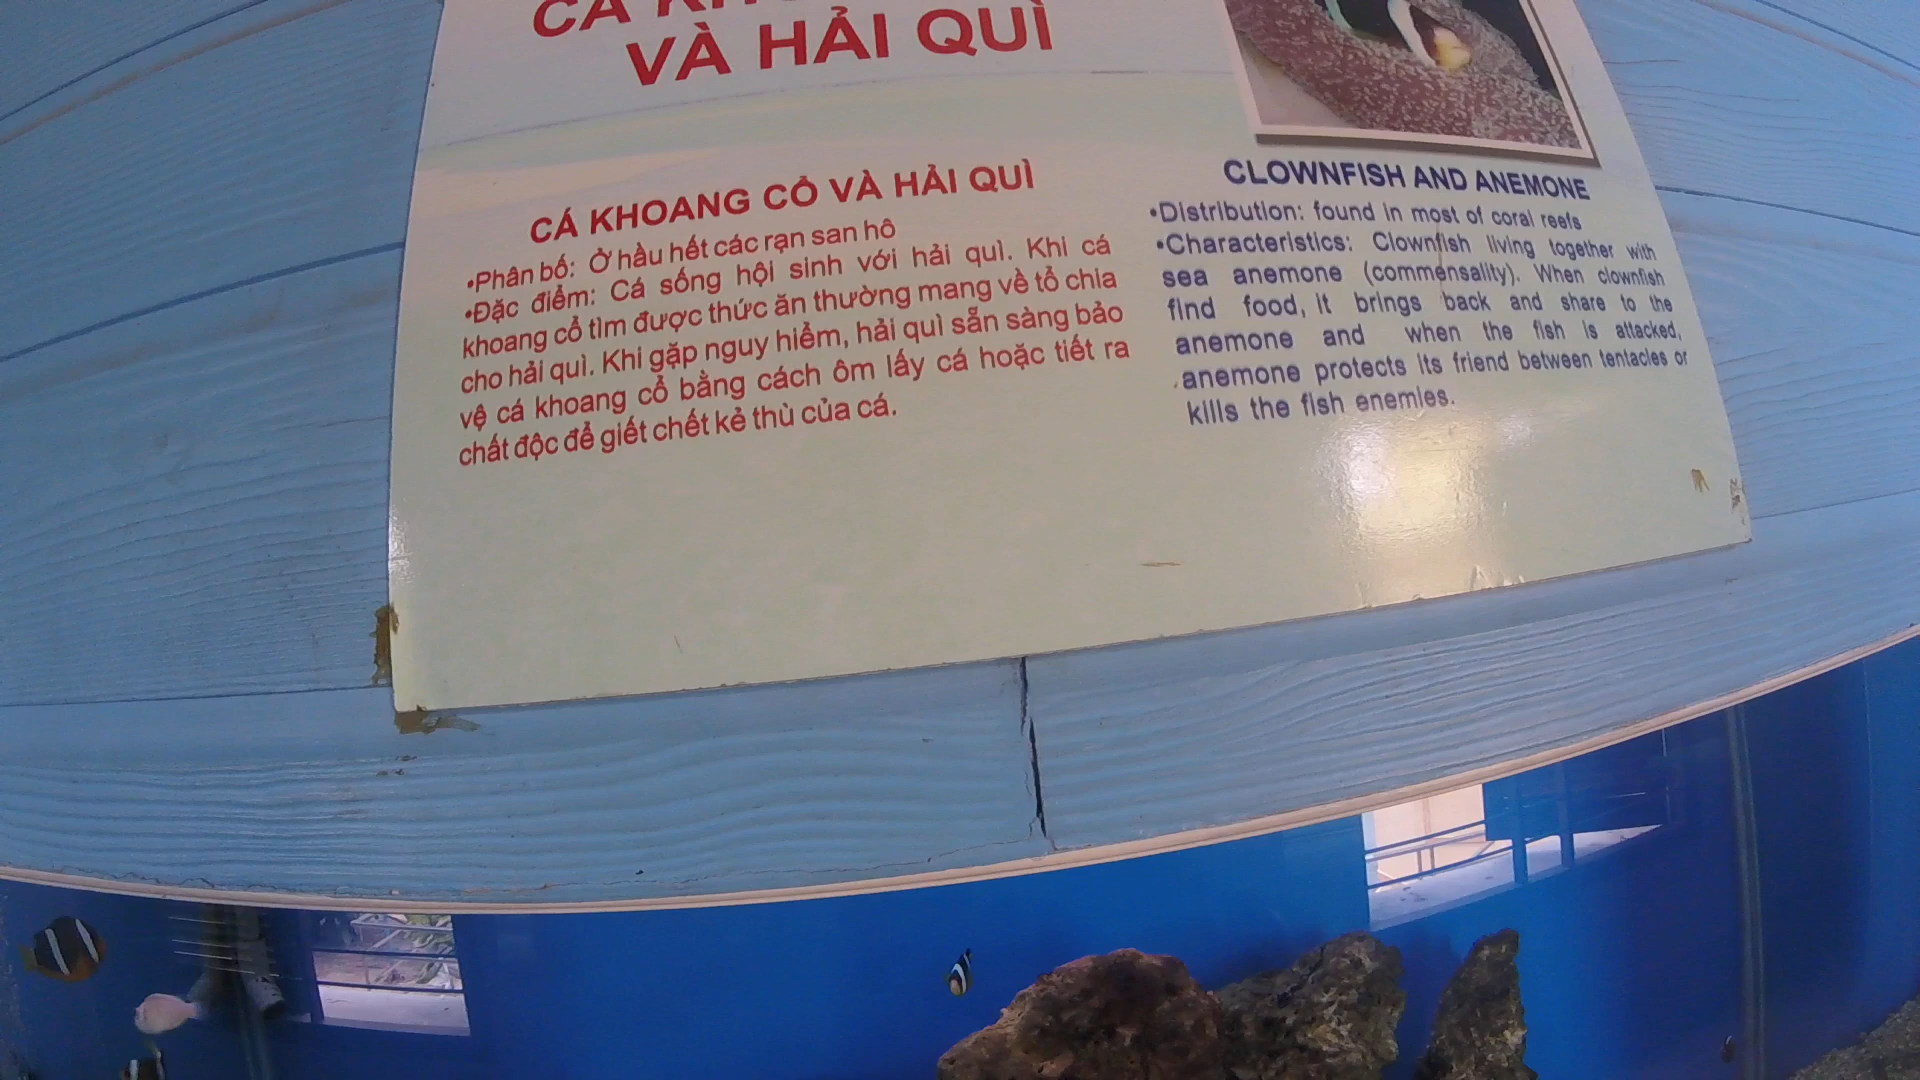 VÀ HẢI QUÌ
CÁ KHOANG CỔ VÀ HẢI QUÌ
•Phân bố: Ở hầu hết các rạn san hô
•Đặc điểm: Cá sống hội sinh với hải quì. Khi cá
khoang cổ tìm được thức ăn thường mang về tổ chia
cho hải quì. Khi gặp nguy hiểm, hải quì sẵn sàng bảo
vệ cá khoang cổ bằng cách ôm lấy cá hoặc tiết ra
chất độc để giết chết kẻ thù của cá.
CLOWNFISH AND ANEMONE
•Distribution: found in most of coral reefs
•Characteristics: Clownfish living together with
sea anemone (commensality). When clownfish
find food, it brings back and share to the
anemone and when the fish is attacked,
anemone protects its friend between tentacles or
kills the fish enemies.